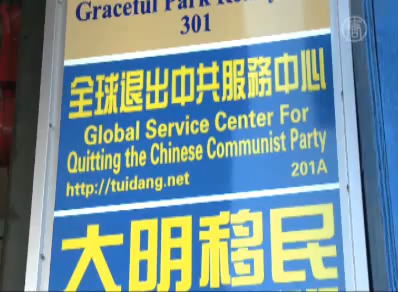 Graceful Park
301
全球退出中共服務中心
Global Service Center For
Quitting the Chinese Communist Party
http://tuidang.net
201A
大明移民